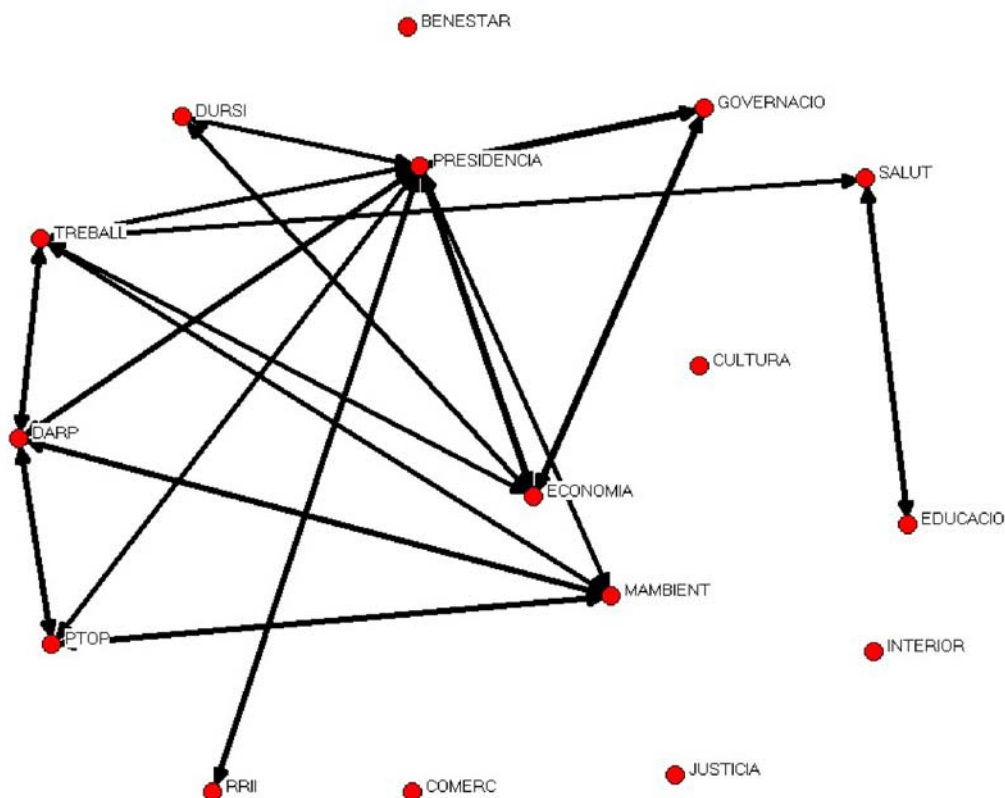 BENESTAR
GOVERNACIO
DURSI
PRESIDENCIA
SALUT
TREBALL
CULTURA
DARP
ECONOMIA
EDUCACIO
MAMBIENT
PTOP
INTERIOR
JUSTICIA
RRII
COMERC